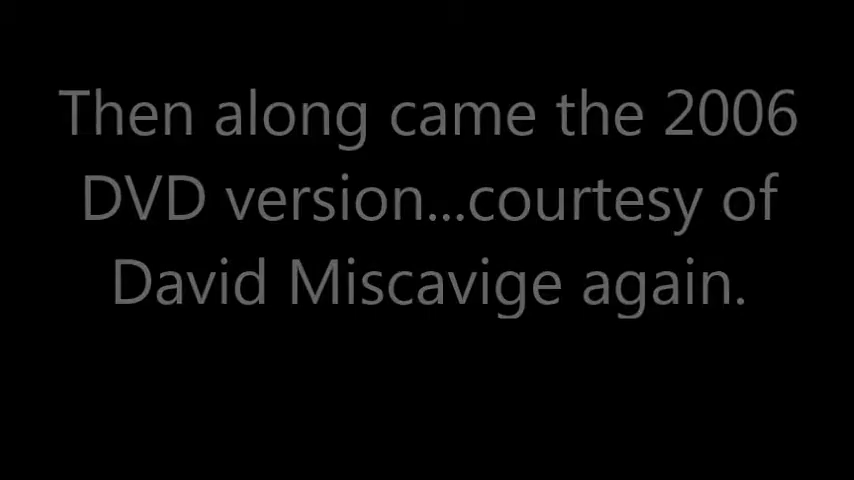 Then along came the 2006
DVD version...courtesy of
David Miscavige again.